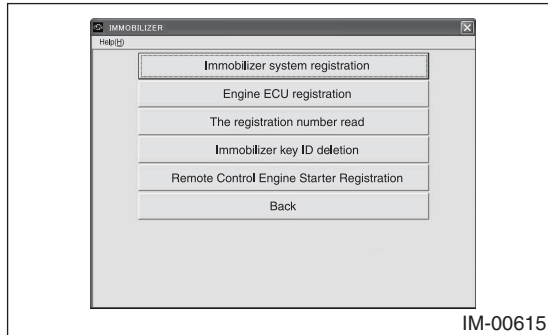 IMMOBILIZER
Help(H)
Immobilizer system registration
Engine ECU registration
The registration number read
Immobilizer key ID deletion
Remote Control Engine Starter Registration
Back
IM-00615